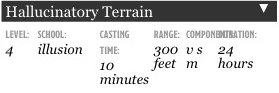 Hallucinatory Terrain ▼
LEVEL: SCHOOL: CASTING TIME: RANGE: COMPONENTS: DURATION:
4 illusion 10 minutes 300 feet v s m 24 hours